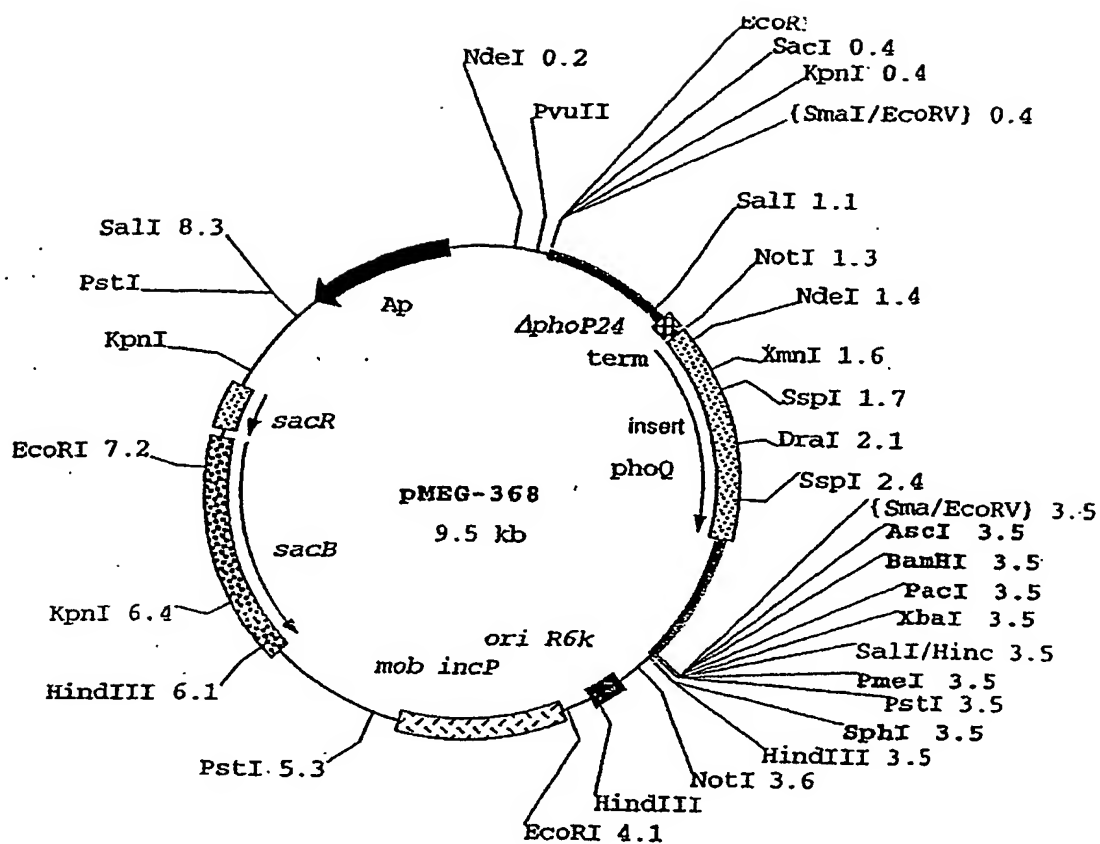 EcoRI
SacI 0.4
KpnI 0.4
{SmaI/EcoRV} 0.4
NdeI 0.2
PvuII
SalI 1.1
NotI 1.3
NdeI 1.4
XmnI 1.6
SspI 1.7
DraI 2.1
SspI 2.4
{Sma/EcoRV} 3.5
AscI 3.5
BamHI 3.5
PacI 3.5
XbaI 3.5
SalI/Hinc 3.5
PmeI 3.5
PstI 3.5
SphI 3.5
HindIII 3.5
NotI 3.6
HindIII
EcoRI 4.1
PstI 5.3
HindIII 6.1
KpnI 6.4
EcoRI 7.2
KpnI
PstI
SalI 8.3
Ap
ΔphoP24
term
insert
phoQ
sacR
sacB
pMEG-368
9.5 kb
ori R6k
mob incP